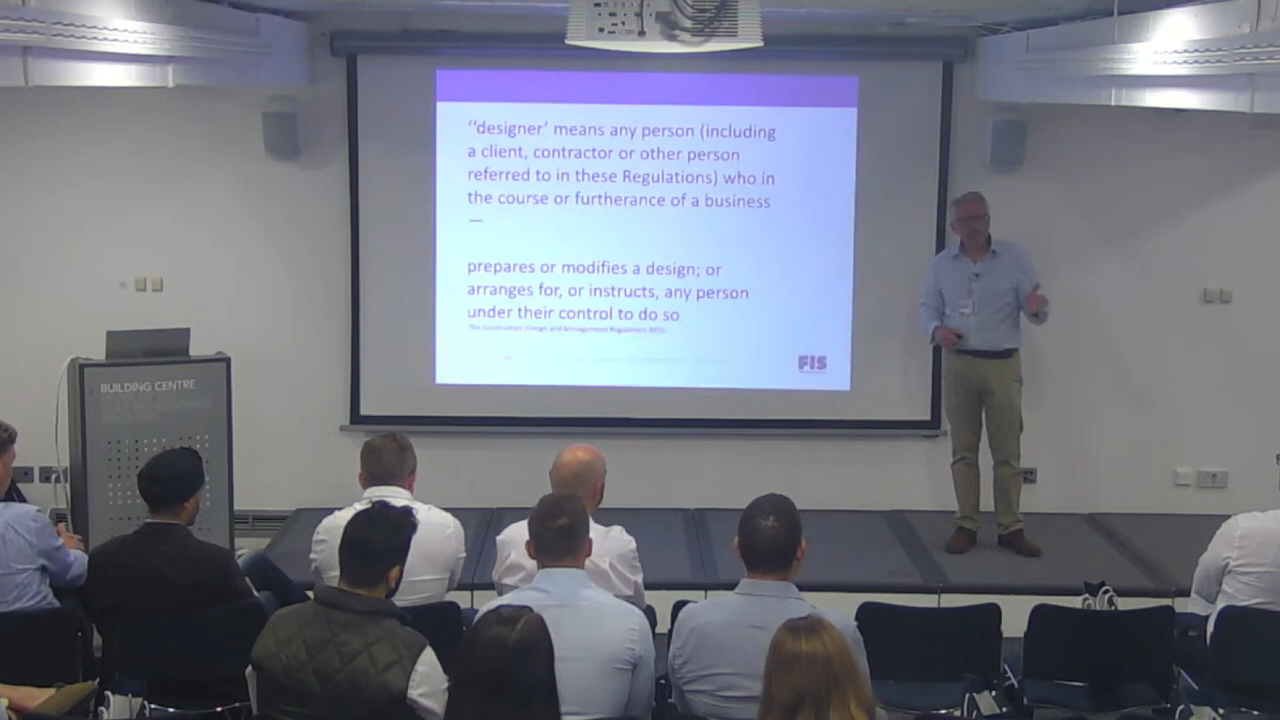 ‘‘designer’ means any person (including
a client, contractor or other person
referred to in these Regulations) who in
the course or furtherance of a business
—
prepares or modifies a design; or
arranges for, or instructs, any person
under their control to do so
The Construction (Design and Management) Regulations 2015
FIS
BUILDING CENTRE